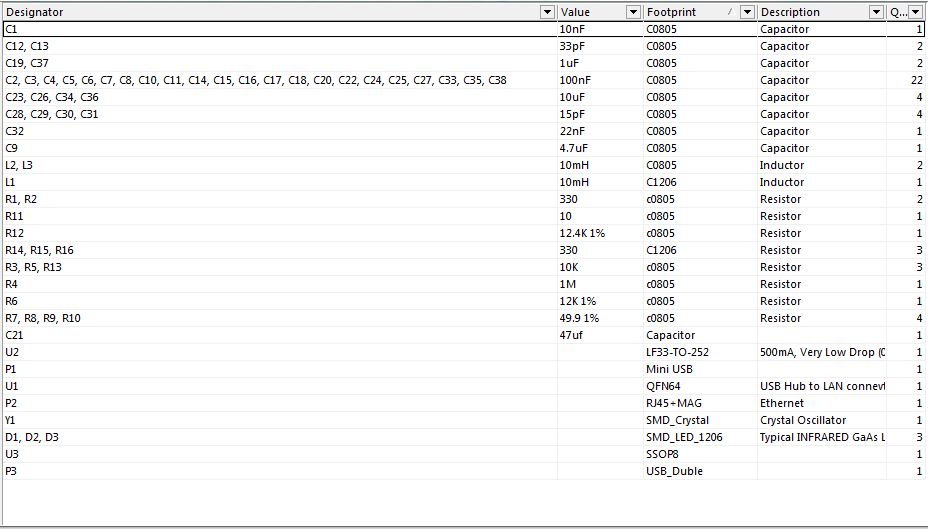 Designator Value Footprint / Description Q...
C1 10nF C0805 Capacitor 1
C12, C13 33pF C0805 Capacitor 2
C19, C37 1uF C0805 Capacitor 2
C2, C3, C4, C5, C6, C7, C8, C10, C11, C14, C15, C16, C17, C18, C20, C22, C24, C25, C27, C33, C35, C38 100nF C0805 Capacitor 22
C23, C26, C34, C36 10uF C0805 Capacitor 4
C28, C29, C30, C31 15pF C0805 Capacitor 4
C32 22nF C0805 Capacitor 1
C9 4.7uF C0805 Capacitor 1
L2, L3 10mH C0805 Inductor 2
L1 10mH C1206 Inductor 1
R1, R2 330 c0805 Resistor 2
R11 10 c0805 Resistor 1
R12 12.4K 1% c0805 Resistor 1
R14, R15, R16 330 C1206 Resistor 3
R3, R5, R13 10K c0805 Resistor 3
R4 1M c0805 Resistor 1
R6 12K 1% c0805 Resistor 1
R7, R8, R9, R10 49.9 1% c0805 Resistor 4
C21 47uf Capacitor 1
U2 LF33-TO-252 500mA, Very Low Drop (0 1
P1 Mini USB 1
U1 QFN64 USB Hub to LAN connevt 1
P2 RJ45+MAG Ethernet 1
Y1 SMD_Crystal Crystal Oscillator 1
D1, D2, D3 SMD_LED_1206 Typical INFRARED GaAs L 3
U3 SSOP8 1
P3 USB_Duble 1